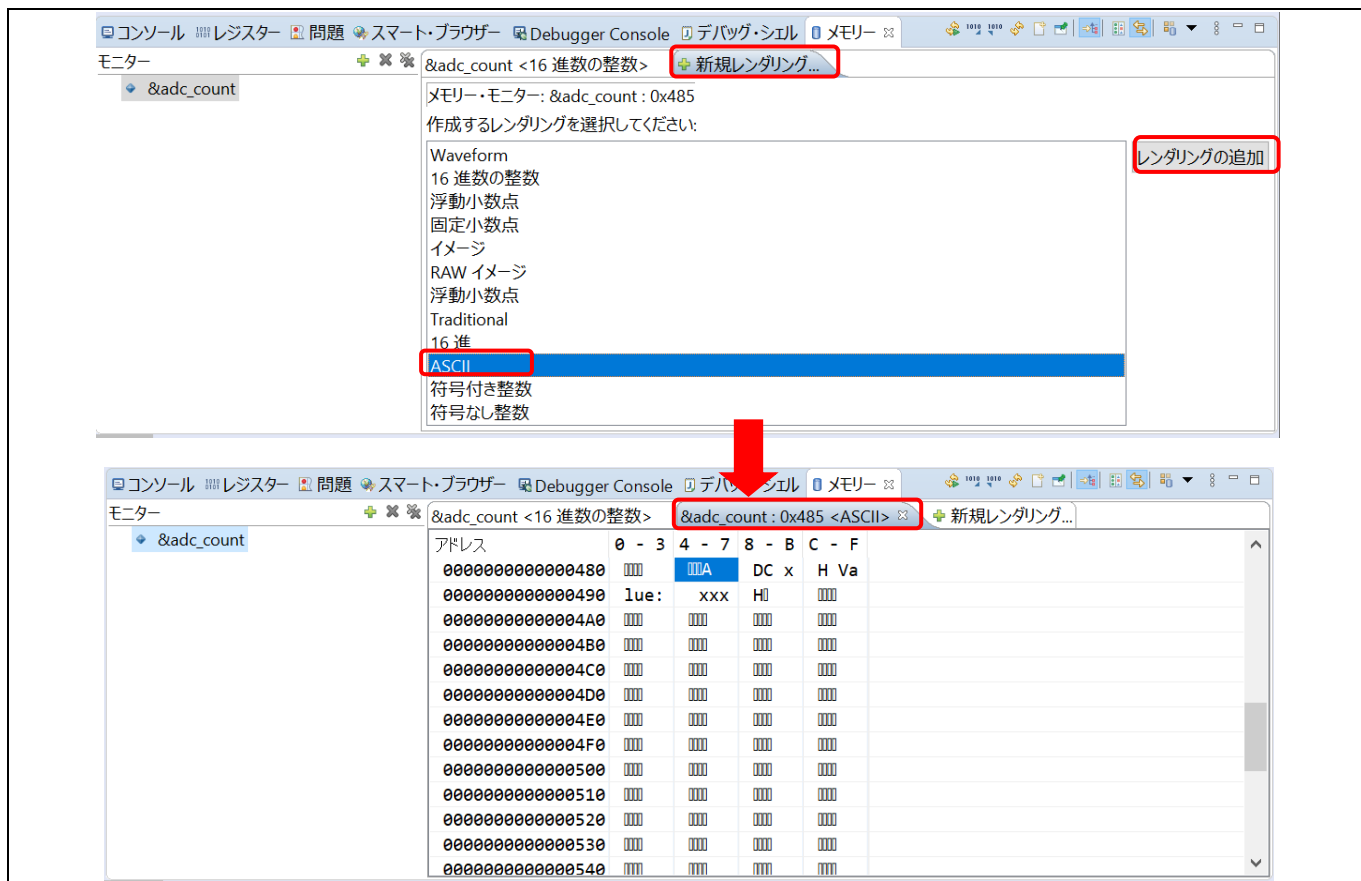 コンソール レジスター 問題 スマート・ブラウザー Debugger Console デバッグ・シェル メモリー
モニター
&adc_count <16 進数の整数> 新規レンダリング...
&adc_count
メモリー・モニター: &adc_count : 0x485
作成するレンダリングを選択してください:
Waveform
レンダリングの追加
16 進数の整数
浮動小数点
固定小数点
イメージ
RAW イメージ
浮動小数点
Traditional
16 進
ASCII
符号付き整数
符号なし整数
コンソール レジスター 問題 スマート・ブラウザー Debugger Console メモリー
モニター
&adc_count <16 進数の整数> &adc_count : 0x485 <ASCII> 新規レンダリング...
&adc_count
アドレス 0 - 3 4 - 7 8 - B C - F
0000000000000480 A DC x H Va
0000000000000490 lue: xxx H
00000000000004A0
00000000000004B0
00000000000004C0
00000000000004D0
00000000000004E0
00000000000004F0
0000000000000500
0000000000000510
0000000000000520
0000000000000530
0000000000000540